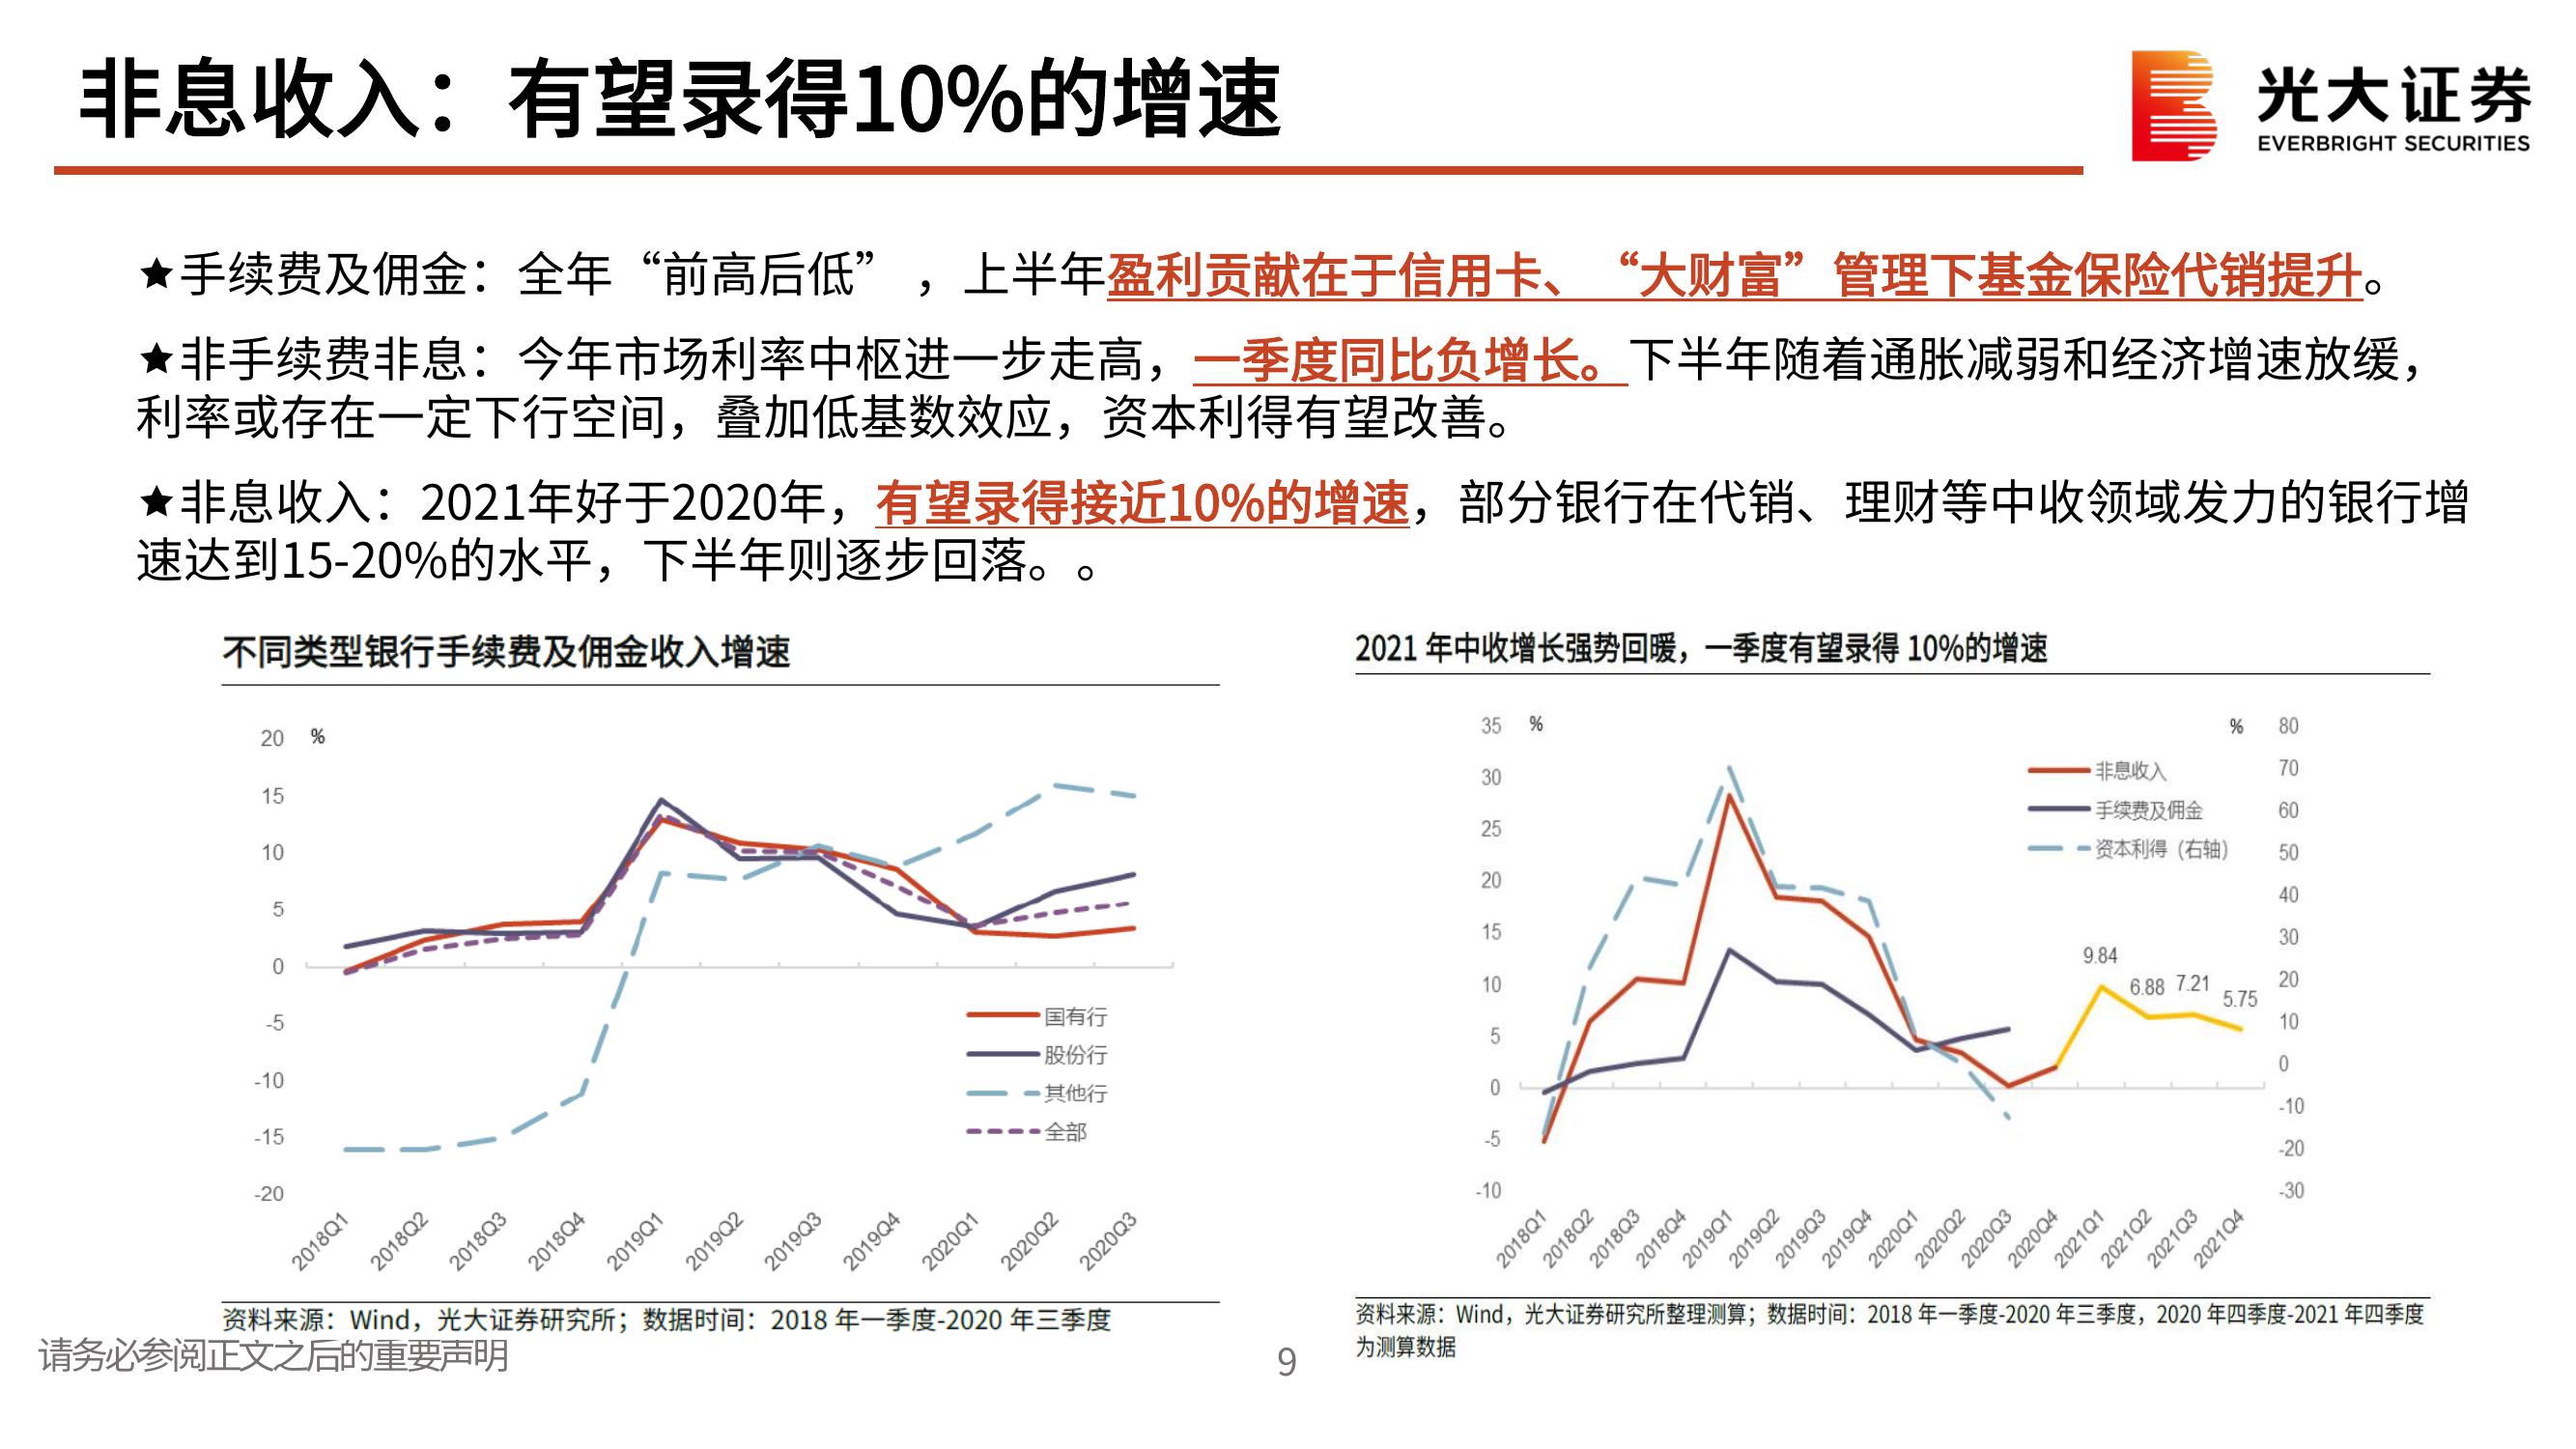 非息收入：有望录得10%的增速
光大证券
EVERBRIGHT SECURITIES
★手续费及佣金：全年“前高后低”，上半年盈利贡献在于信用卡、“大财富”管理下基金保险代销提升。
★非手续费非息：今年市场利率中枢进一步走高，一季度同比负增长。下半年随着通胀减弱和经济增速放缓，
利率或存在一定下行空间，叠加低基数效应，资本利得有望改善。
★非息收入：2021年好于2020年，有望录得接近10%的增速，部分银行在代销、理财等中收领域发力的银行增
速达到15-20%的水平，下半年则逐步回落。。
不同类型银行手续费及佣金收入增速
20 %
15
10
5
0
-5
-10
-15
-20
国有行
股份行
其他行
全部
2018Q1 2018Q2 2018Q3 2018Q4 2019Q1 2019Q2 2019Q3 2019Q4 2020Q1 2020Q2 2020Q3
资料来源：Wind，光大证券研究所；数据时间：2018 年一季度-2020 年三季度
2021 年中收增长强势回暖，一季度有望录得 10%的增速
35 %
30
25
20
15
10
5
0
-5
-10
% 80
70
60
50
40
30
20
10
0
-10
-20
-30
非息收入
手续费及佣金
资本利得（右轴）
9.84
6.88 7.21
5.75
2018Q1 2018Q2 2018Q3 2018Q4 2019Q1 2019Q2 2019Q3 2019Q4 2020Q1 2020Q2 2020Q3 2020Q4 2021Q1 2021Q2 2021Q3 2021Q4
资料来源：Wind，光大证券研究所整理测算；数据时间：2018 年一季度-2020 年三季度，2020 年四季度-2021 年四季度
为测算数据
请务必参阅正文之后的重要声明
9